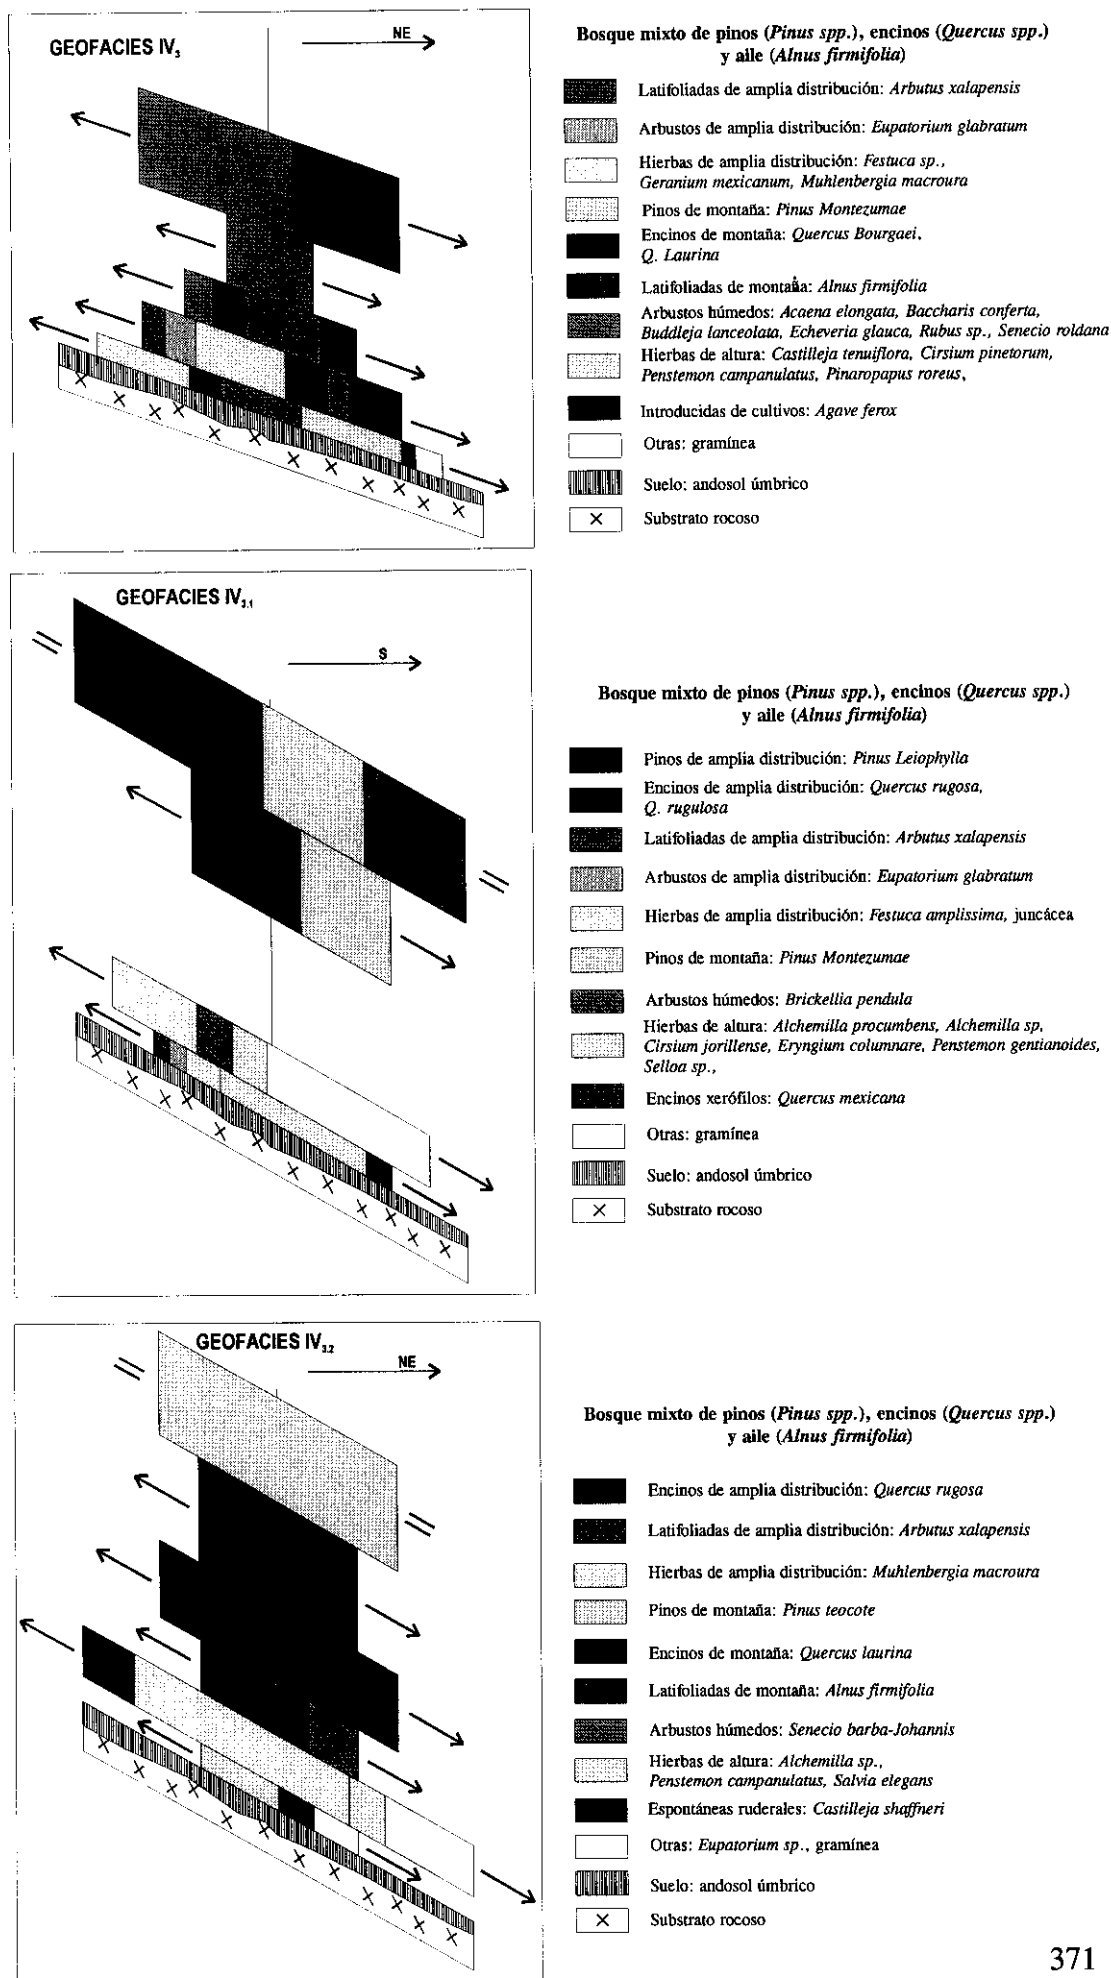 GEOFACIES IV3
NE
Bosque mixto de pinos (Pinus spp.), encinos (Quercus spp.)
y aile (Alnus firmifolia)
Latifoliadas de amplia distribución: Arbutus xalapensis
Arbustos de amplia distribución: Eupatorium glabratum
Hierbas de amplia distribución: Festuca sp.,
Geranium mexicanum, Muhlenbergia macroura
Pinos de montaña: Pinus Montezumae
Encinos de montaña: Quercus Bourgaei,
Q. Laurina
Latifoliadas de montaña: Alnus firmifolia
Arbustos húmedos: Acaena elongata, Baccharis conferta,
Buddleja lanceolata, Echeveria glauca, Rubus sp., Senecio roldana
Hierbas de altura: Castilleja tenuiflora, Cirsium pinetorum,
Penstemon campanulatus, Pinaropapus roreus,
Introducidas de cultivos: Agave ferox
Otras: gramínea
Suelo: andosol úmbrico
Substrato rocoso
GEOFACIES IV3.1
S
Bosque mixto de pinos (Pinus spp.), encinos (Quercus spp.)
y aile (Alnus firmifolia)
Pinos de amplia distribución: Pinus Leiophylla
Encinos de amplia distribución: Quercus rugosa,
Q. rugulosa
Latifoliadas de amplia distribución: Arbutus xalapensis
Arbustos de amplia distribución: Eupatorium glabratum
Hierbas de amplia distribución: Festuca amplissima, juncácea
Pinos de montaña: Pinus Montezumae
Arbustos húmedos: Brickellia pendula
Hierbas de altura: Alchemilla procumbens, Alchemilla sp,
Cirsium jorillense, Eryngium columnare, Penstemon gentianoides,
Selloa sp.,
Encinos xerófilos: Quercus mexicana
Otras: gramínea
Suelo: andosol úmbrico
Substrato rocoso
GEOFACIES IV3.2
NE
Bosque mixto de pinos (Pinus spp.), encinos (Quercus spp.)
y aile (Alnus firmifolia)
Encinos de amplia distribución: Quercus rugosa
Latifoliadas de amplia distribución: Arbutus xalapensis
Hierbas de amplia distribución: Muhlenbergia macroura
Pinos de montaña: Pinus teocote
Encinos de montaña: Quercus laurina
Latifoliadas de montaña: Alnus firmifolia
Arbustos húmedos: Senecio barba-Johannis
Hierbas de altura: Alchemilla sp.,
Penstemon campanulatus, Salvia elegans
Espontáneas ruderales: Castilleja shaffneri
Otras: Eupatorium sp., gramínea
Suelo: andosol úmbrico
Substrato rocoso
371